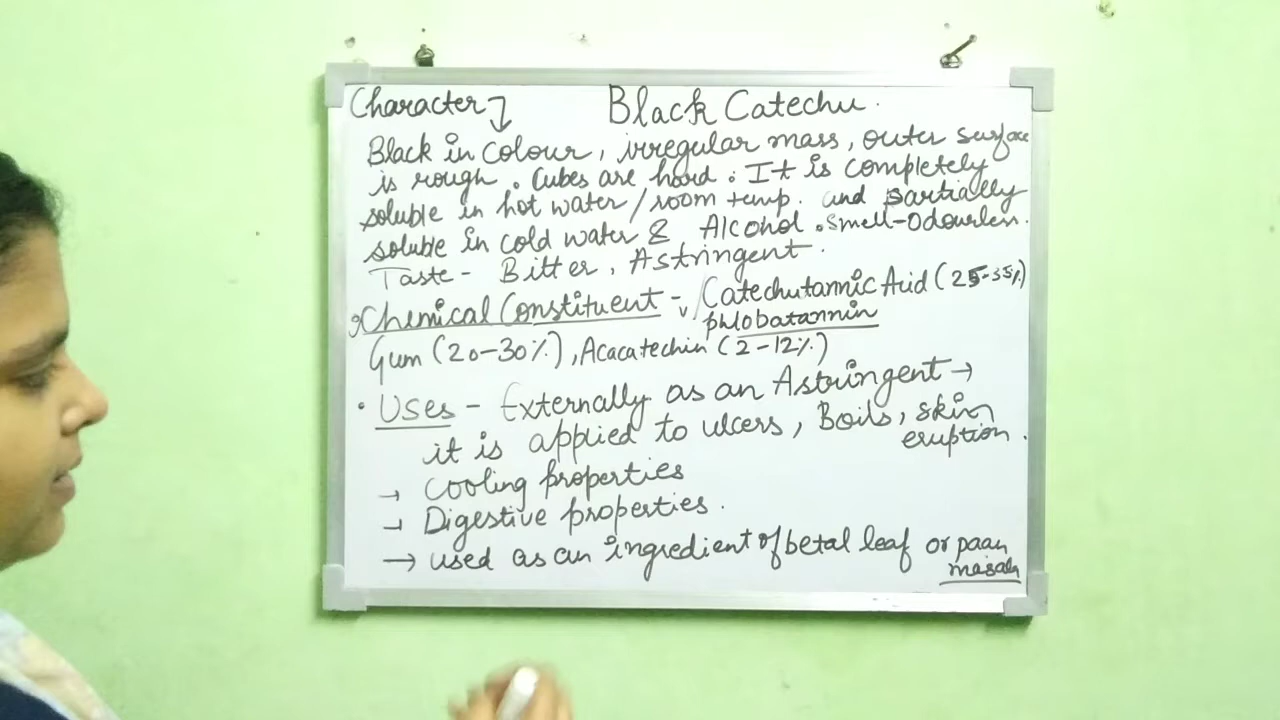 Character Black Catechu.
Black in colour, irregular mass, outer surface
is rough. Cubes are hard. It is completely
soluble in hot water/room temp. and partially
soluble in cold water & Alcohol. Smell-Odourless.
Taste - Bitter, Astringent.
Chemical Constituent - Catechutannic Acid (25-35%)
phlobatannin
Gum (20-30%), Acacatechin (2-12%)
• Uses - Externally as an Astringent →
it is applied to ulcers, Boils, skin
eruption.
→ Cooling properties
→ Digestive properties.
→ used as an ingredient of betal leaf or paan
masala